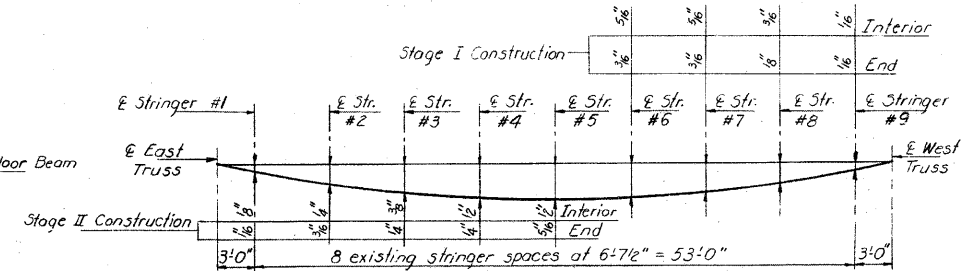 5/16" 5/16" 3/16" 1/16" Interior
Stage I Construction
3/16" 3/16" 1/8" 1/16" End
℄ Stringer #1 ℄ Str. #2 ℄ Str. #3 ℄ Str. #4 ℄ Str. #5 ℄ Str. #6 ℄ Str. #7 ℄ Str. #8 ℄ Stringer #9
loor Beam
℄ East Truss
℄ West Truss
Stage II Construction
1/8" 1/4" 3/8" 1/2" 1/2" Interior
1/16" 3/16" 1/4" 1/4" 5/16" End
3'-0" 8 existing stringer spaces at 6'-7 1/2" = 53'-0" 3'-0"